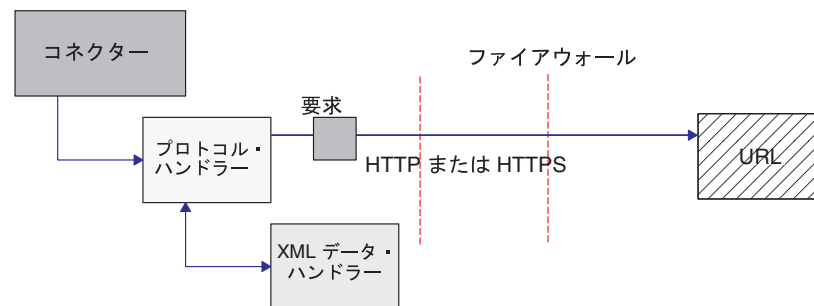 コネクター
ファイアウォール
要求
プロトコル・
ハンドラー
HTTP または HTTPS
URL
XML データ・
ハンドラー